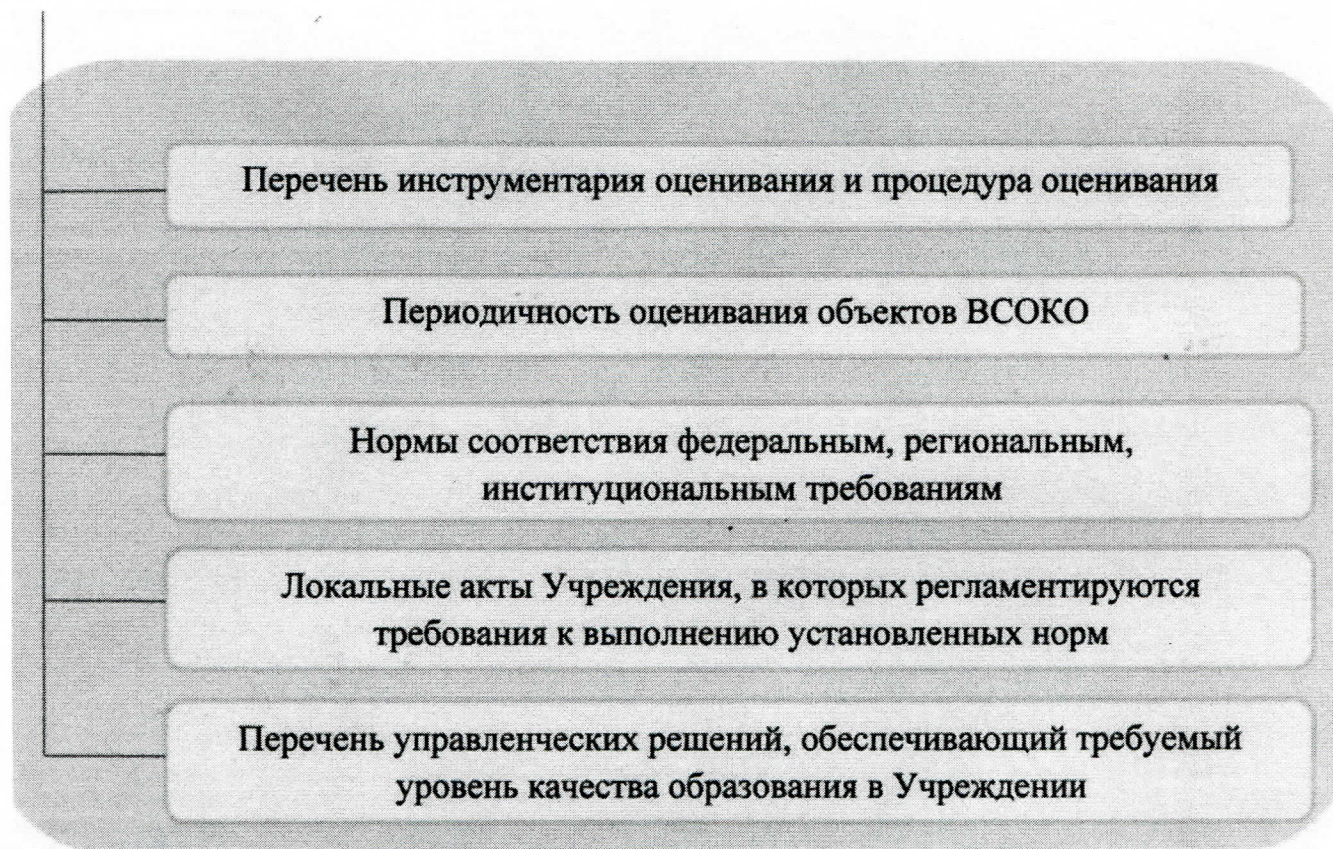 Перечень инструментария оценивания и процедура оценивания
Периодичность оценивания объектов ВСОКО
Нормы соответствия федеральным, региональным,
институциональным требованиям
Локальные акты Учреждения, в которых регламентируются
требования к выполнению установленных норм
Перечень управленческих решений, обеспечивающий требуемый
уровень качества образования в Учреждении